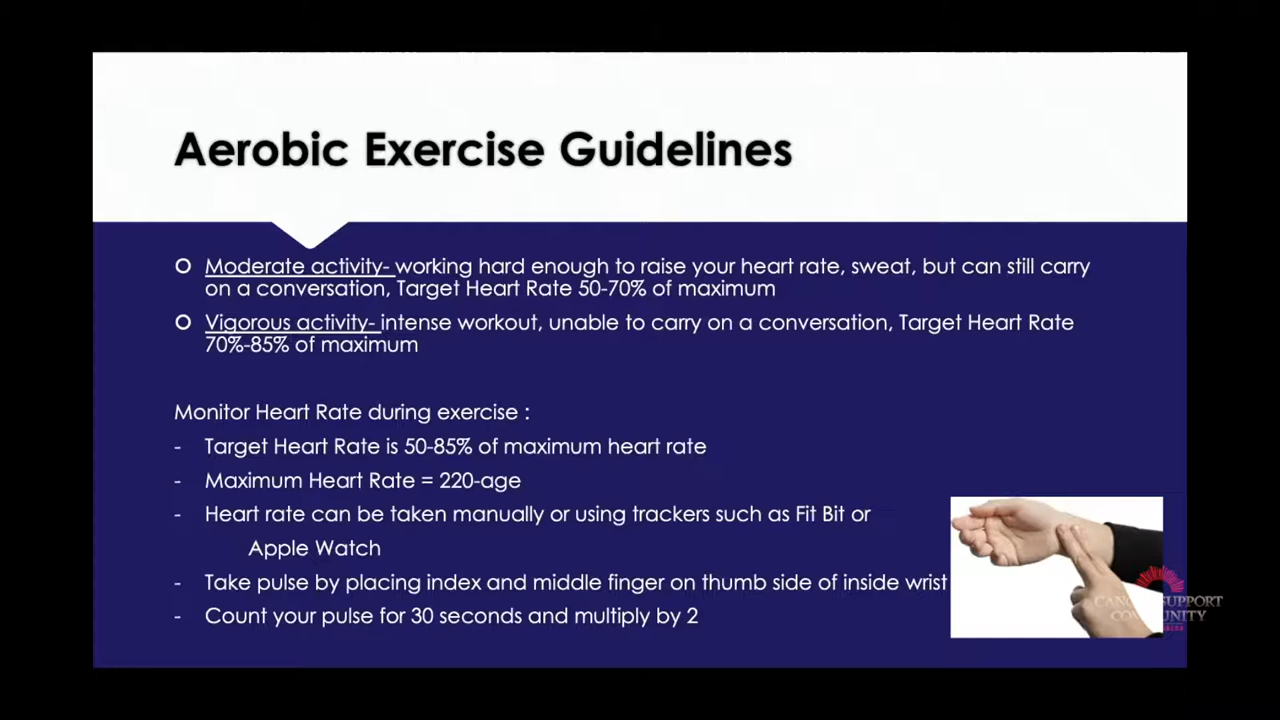 Aerobic Exercise Guidelines
Moderate activity- working hard enough to raise your heart rate, sweat, but can still carry
on a conversation, Target Heart Rate 50-70% of maximum
Vigorous activity- intense workout, unable to carry on a conversation, Target Heart Rate
70%-85% of maximum
Monitor Heart Rate during exercise :
- Target Heart Rate is 50-85% of maximum heart rate
- Maximum Heart Rate = 220-age
- Heart rate can be taken manually or using trackers such as Fit Bit or
Apple Watch
- Take pulse by placing index and middle finger on thumb side of inside wrist
- Count your pulse for 30 seconds and multiply by 2
SUPPORT